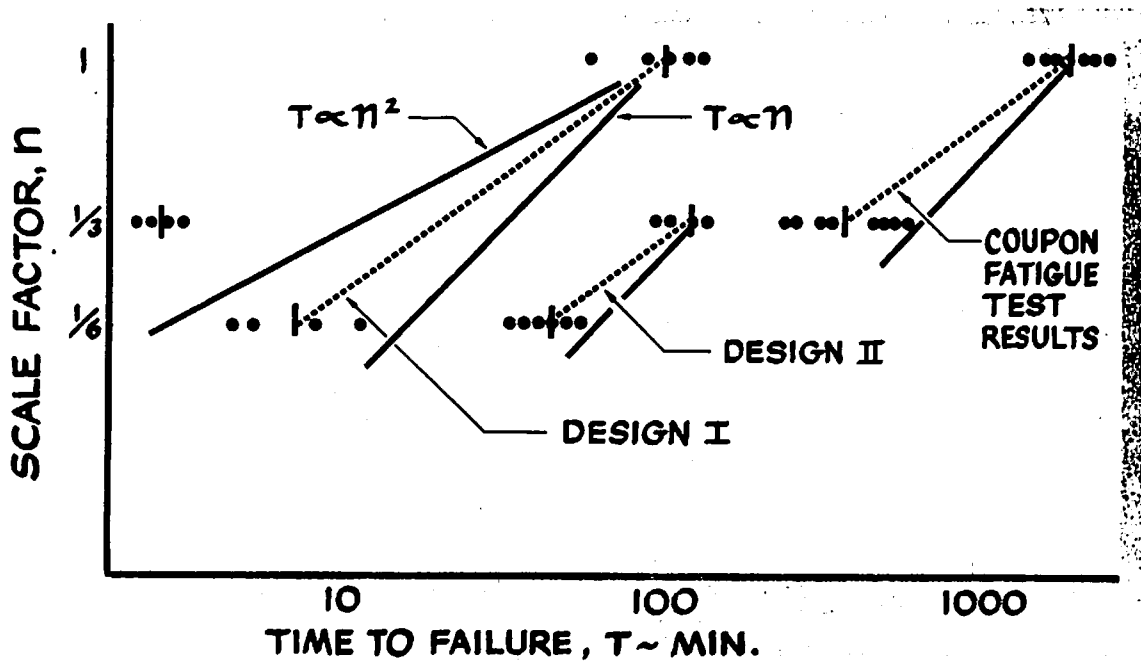 SCALE FACTOR, n
1
1/3
1/6
T∝n²
T∝n
COUPON
FATIGUE
TEST
RESULTS
DESIGN II
DESIGN I
10
100
1000
TIME TO FAILURE, T~MIN.